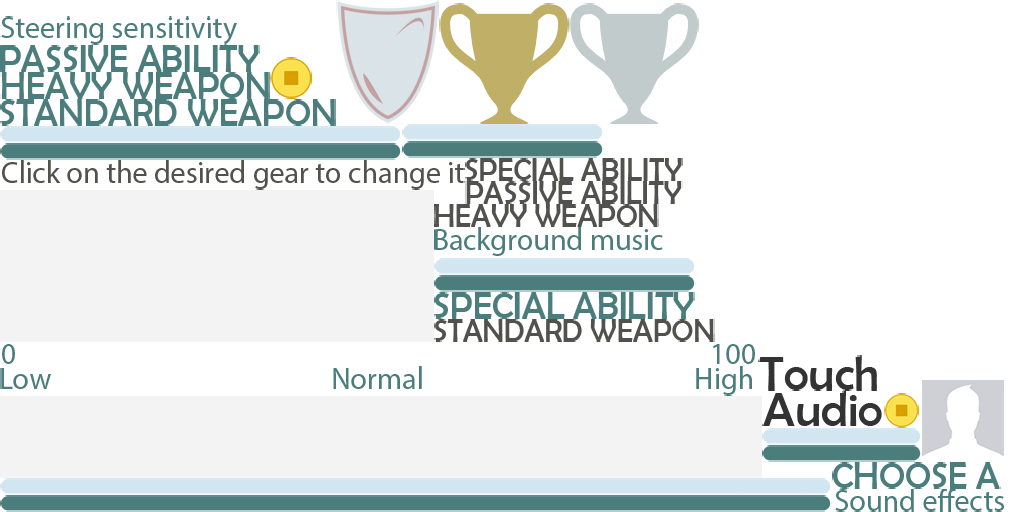 Steering sensitivity
PASSIVE ABILITY
HEAVY WEAPON
STANDARD WEAPON
Click on the desired gear to change it
SPECIAL ABILITY
PASSIVE ABILITY
HEAVY WEAPON
Background music
SPECIAL ABILITY
STANDARD WEAPON
0 100
Low Normal High
Touch
Audio
CHOOSE A
Sound effects